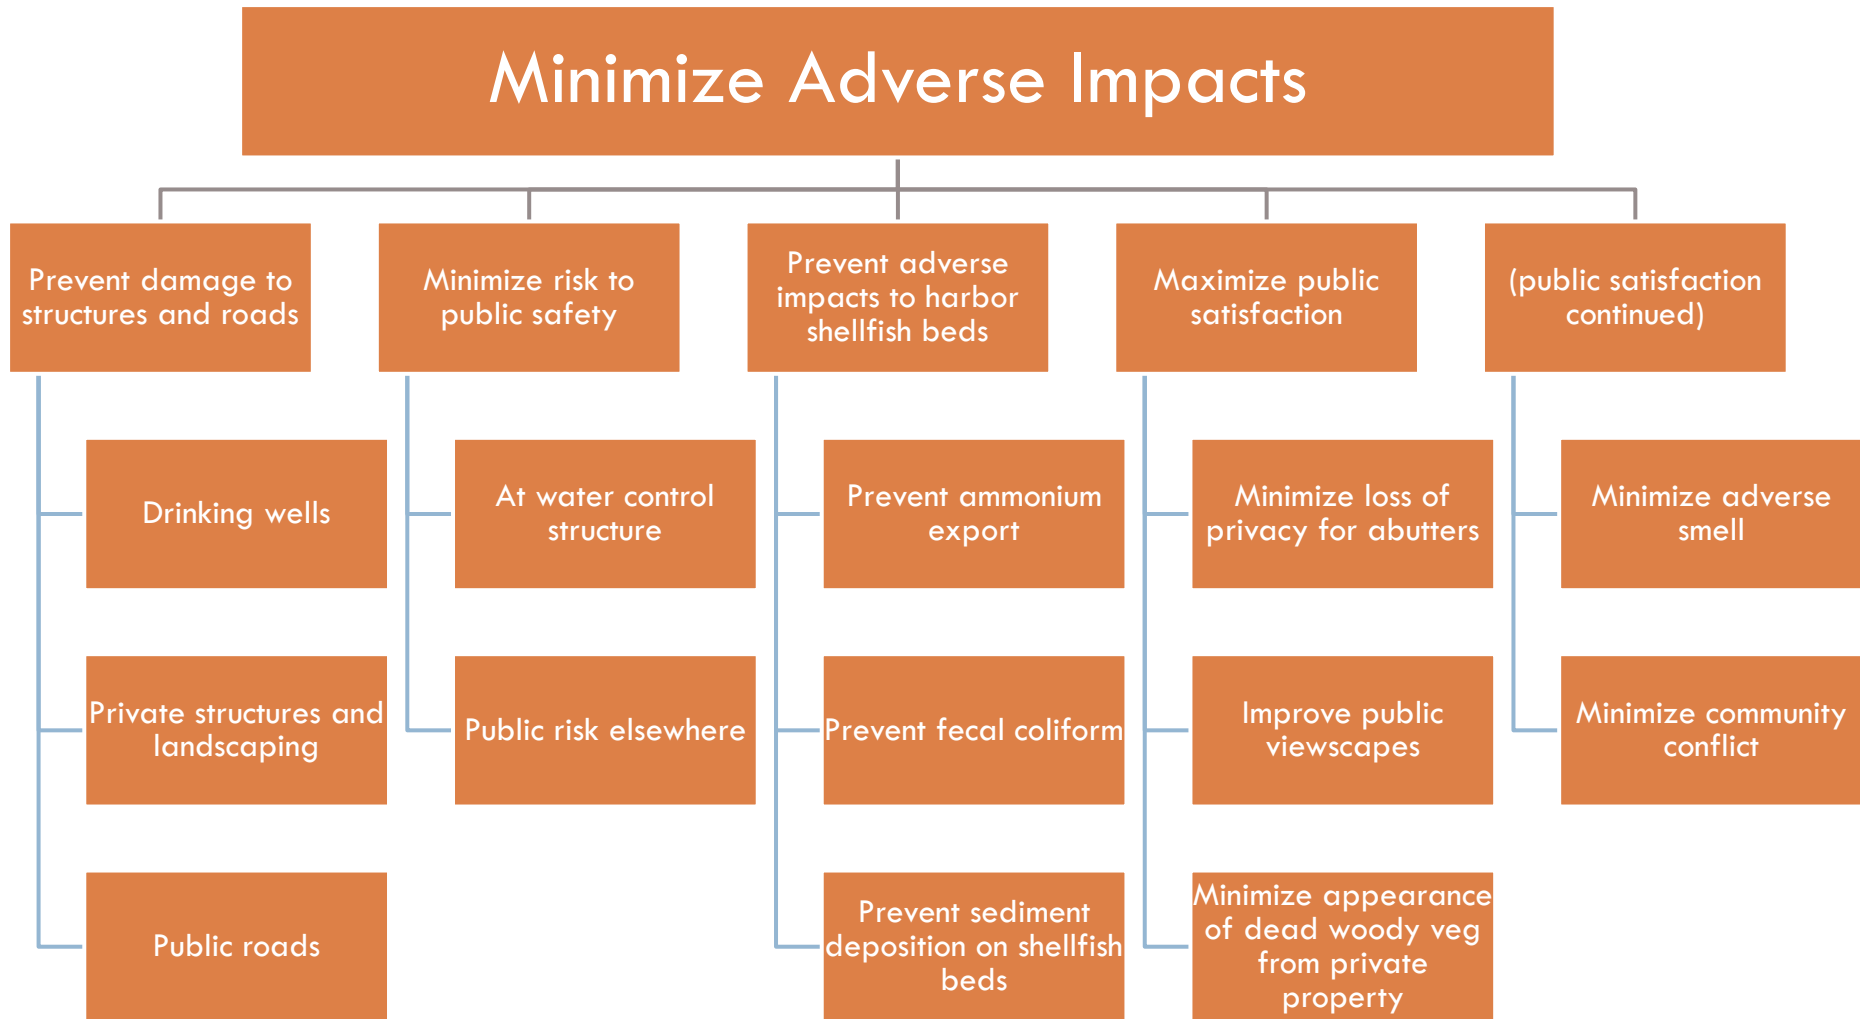 Minimize Adverse Impacts
Prevent damage to
structures and roads
Drinking wells
Private structures and
landscaping
Public roads
Minimize risk to
public safety
At water control
structure
Public risk elsewhere
Prevent adverse
impacts to harbor
shellfish beds
Prevent ammonium
export
Prevent fecal coliform
Prevent sediment
deposition on shellfish
beds
Maximize public
satisfaction
Minimize loss of
privacy for abutters
Improve public
viewscapes
Minimize appearance
of dead woody veg
from private
property
(public satisfaction
continued)
Minimize adverse
smell
Minimize community
conflict